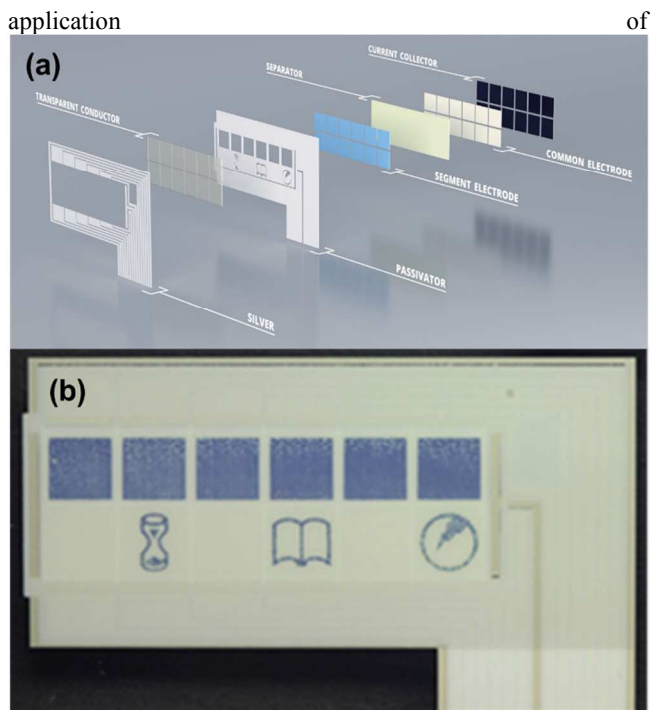 application of
(a)
CURRENT COLLECTOR
SEPARATOR
TRANSPARENT CONDUCTOR
COMMON ELECTRODE
SEGMENT ELECTRODE
PASSIVATOR
SILVER
(b)